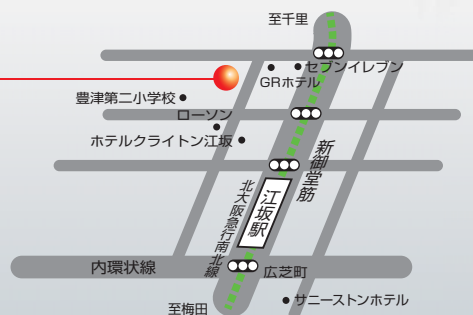 至千里
セブンイレブン
GRホテル
豊津第二小学校
ローソン
ホテルクライトン江坂
新御堂筋
江坂駅
北大阪急行南北線
内環状線
広芝町
サニーストンホテル
至梅田